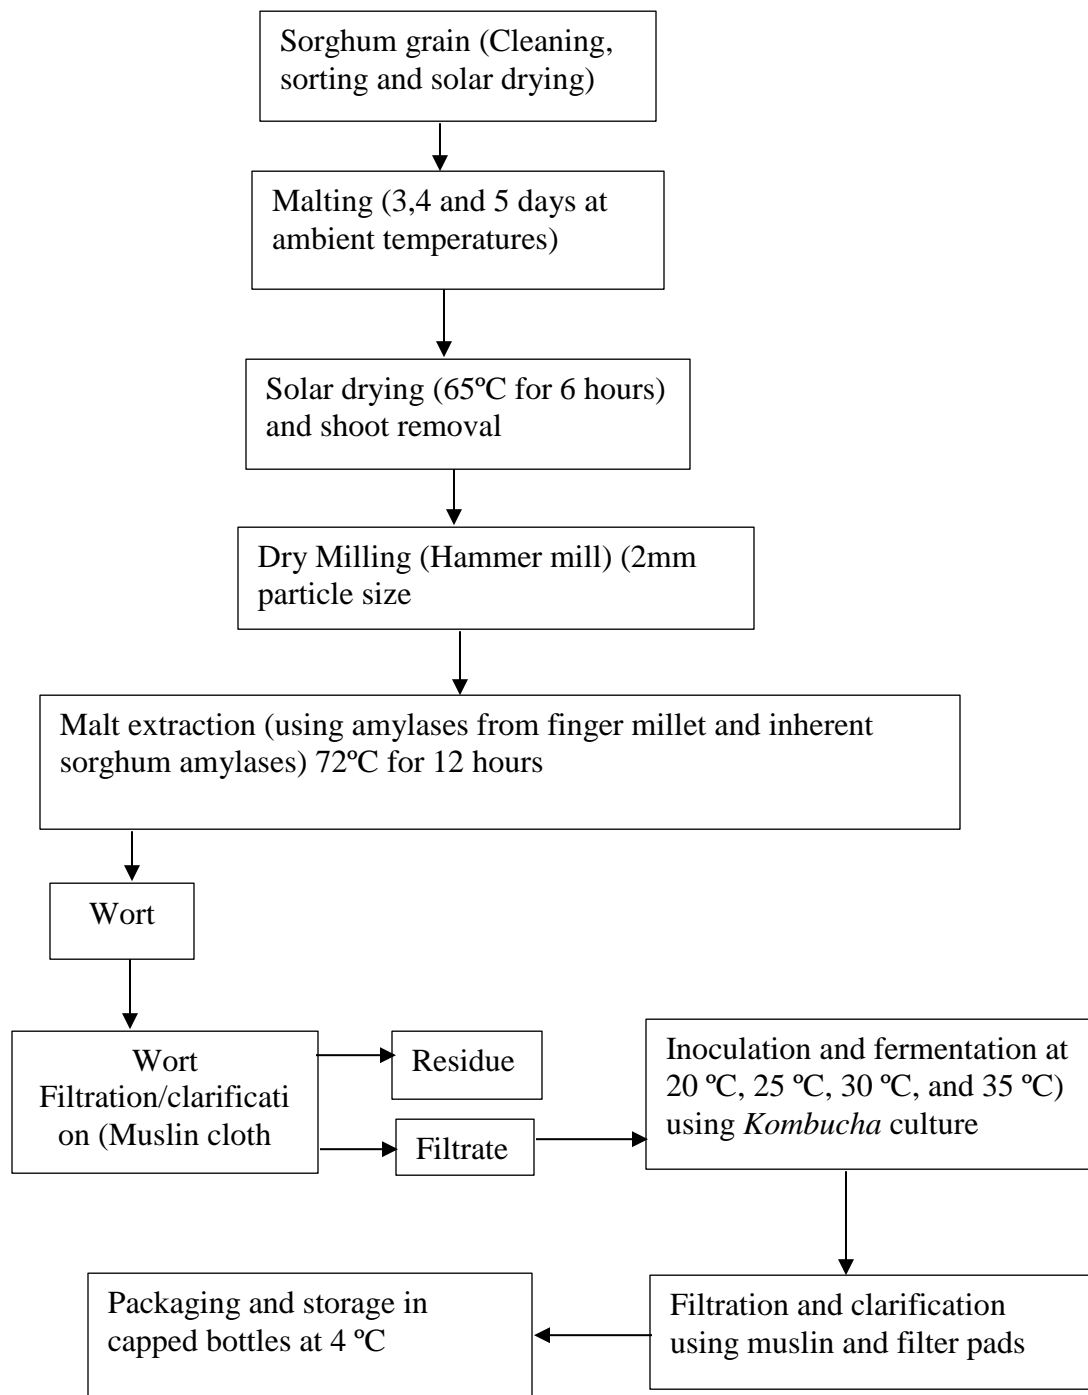 Sorghum grain (Cleaning,
sorting and solar drying)
Malting (3,4 and 5 days at
ambient temperatures)
Solar drying (65ºC for 6 hours)
and shoot removal
Dry Milling (Hammer mill) (2mm
particle size
Malt extraction (using amylases from finger millet and inherent
sorghum amylases) 72ºC for 12 hours
Wort
Wort
Filtration/clarificati
on (Muslin cloth
Residue
Filtrate
Inoculation and fermentation at
20 ºC, 25 ºC, 30 ºC, and 35 ºC)
using Kombucha culture
Filtration and clarification
using muslin and filter pads
Packaging and storage in
capped bottles at 4 ºC